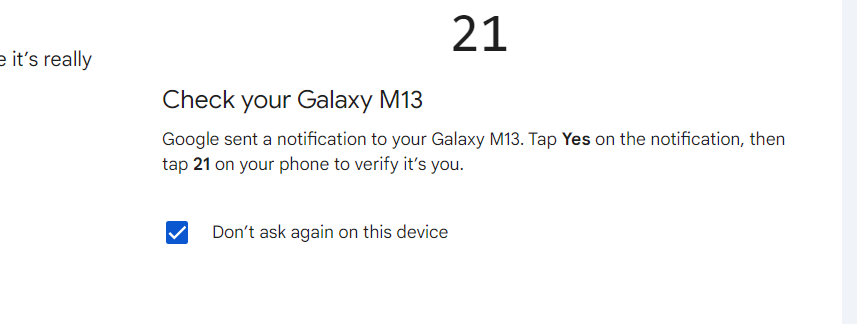 21
e it’s really
Check your Galaxy M13
Google sent a notification to your Galaxy M13. Tap Yes on the notification, then
tap 21 on your phone to verify it’s you.
Don’t ask again on this device